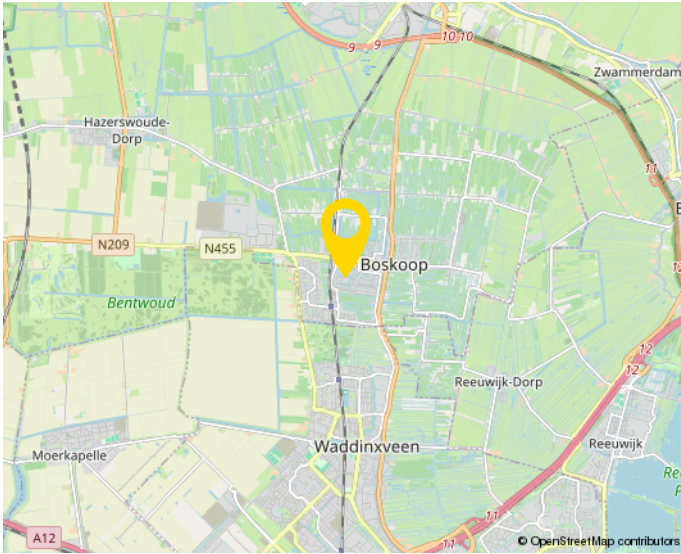 9
9
10
10
Zwammerdam
Hazerswoude-
Dorp
11
N209
N455
Boskoop
Bentwoud
12
12
Reeuwijk-Dorp
Waddinxveen
Reeuwijk
Moerkapelle
11
11
A12
© OpenStreetMap contributors